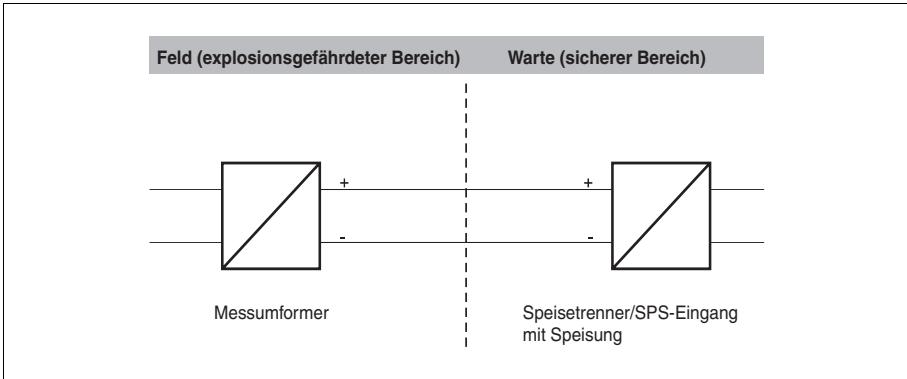 Feld (explosionsgefährdeter Bereich)
Warte (sicherer Bereich)
+
+
-
-
Messumformer
Speisetrenner/SPS-Eingang
mit Speisung